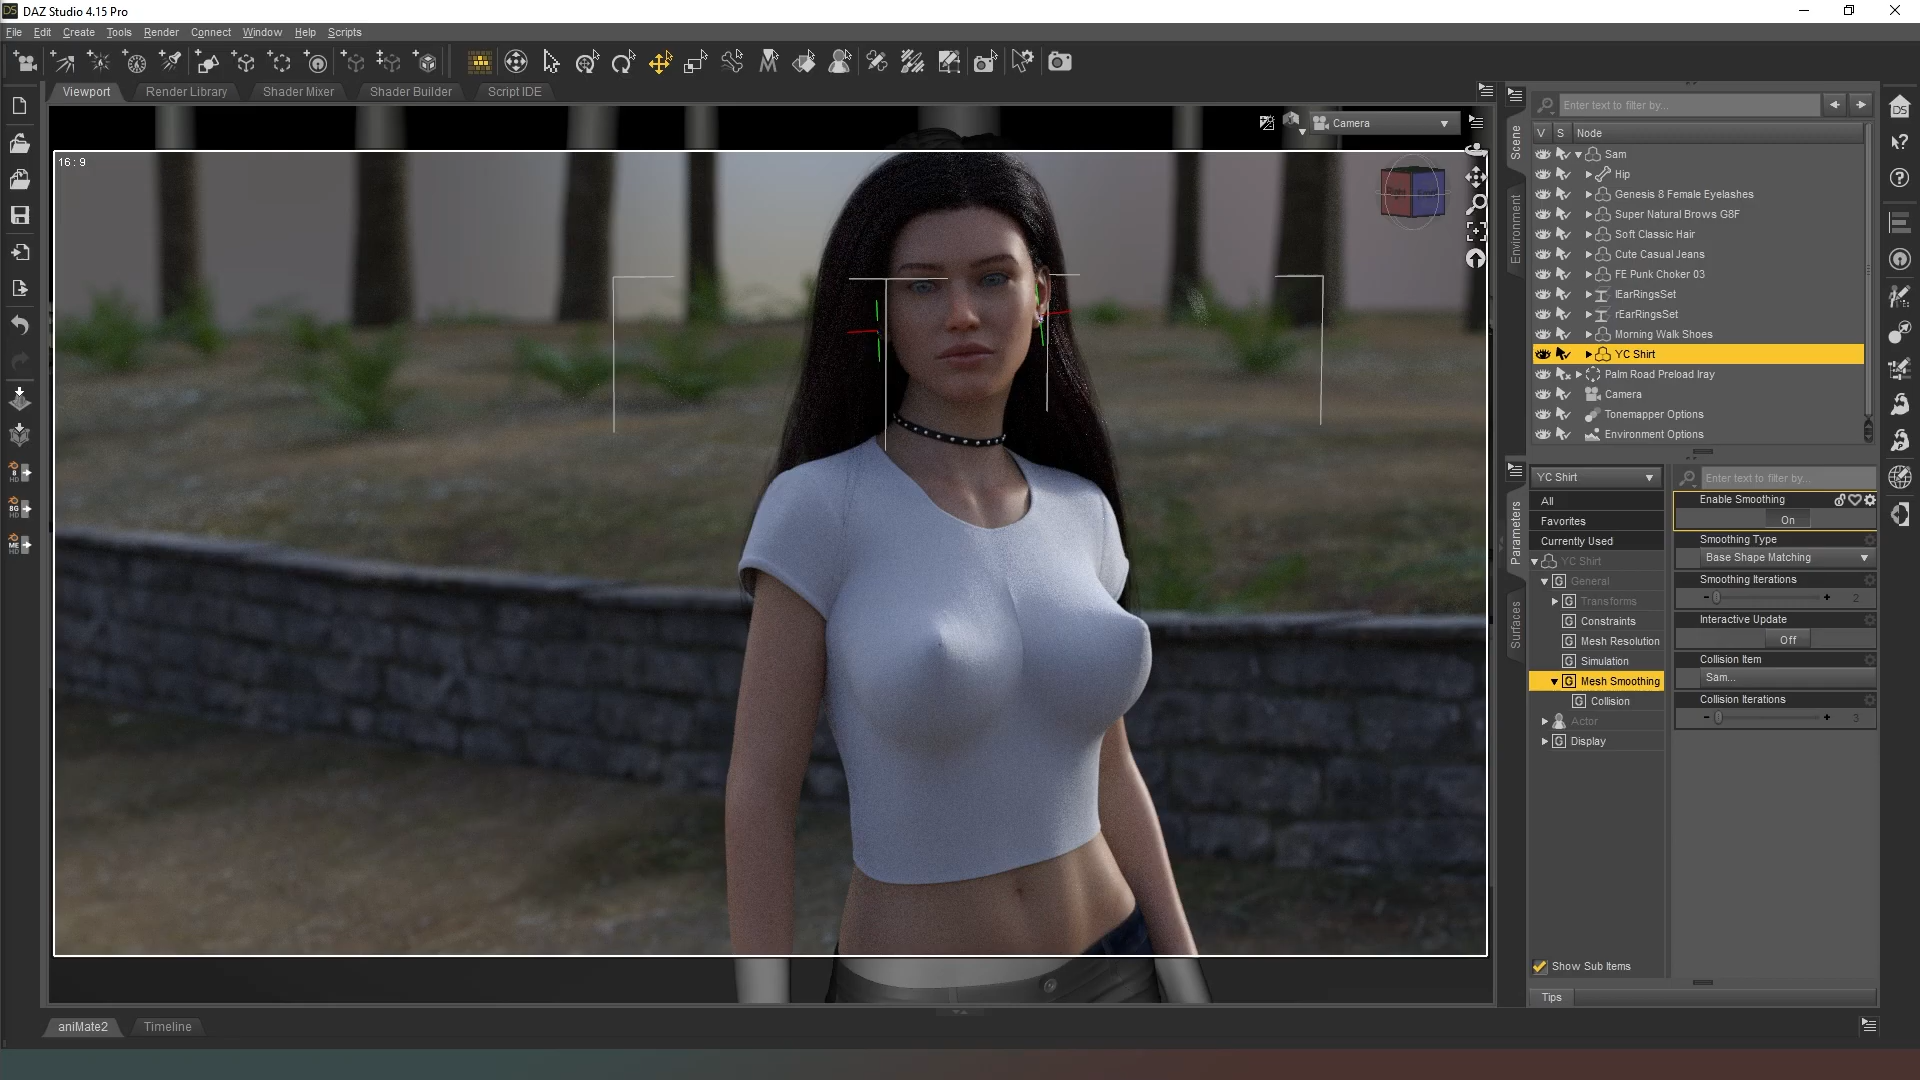 DAZ Studio 4.15 Pro
File Edit Create Tools Render Connect Window Help Scripts
Viewport Render Library Shader Mixer Shader Builder Script IDE
Camera
16 : 9
Enter text to filter by...
V S Node
Sam
Hip
Genesis 8 Female Eyelashes
Super Natural Brows G8F
Soft Classic Hair
Cute Casual Jeans
FE Punk Choker 03
lEarRingsSet
rEarRingsSet
Morning Walk Shoes
YC Shirt
Palm Road Preload Iray
Camera
Tonemapper Options
Environment Options
Scene
Environment
Parameters
Surfaces
YC Shirt
All
Favorites
Currently Used
YC Shirt
General
Transforms
Constraints
Mesh Resolution
Simulation
Mesh Smoothing
Collision
Actor
Display
Show Sub Items
Enter text to filter by...
Enable Smoothing
On
Smoothing Type
Base Shape Matching
Smoothing Iterations
2
Interactive Update
Off
Collision Item
Sam...
Collision Iterations
3
Tips
aniMate2 Timeline